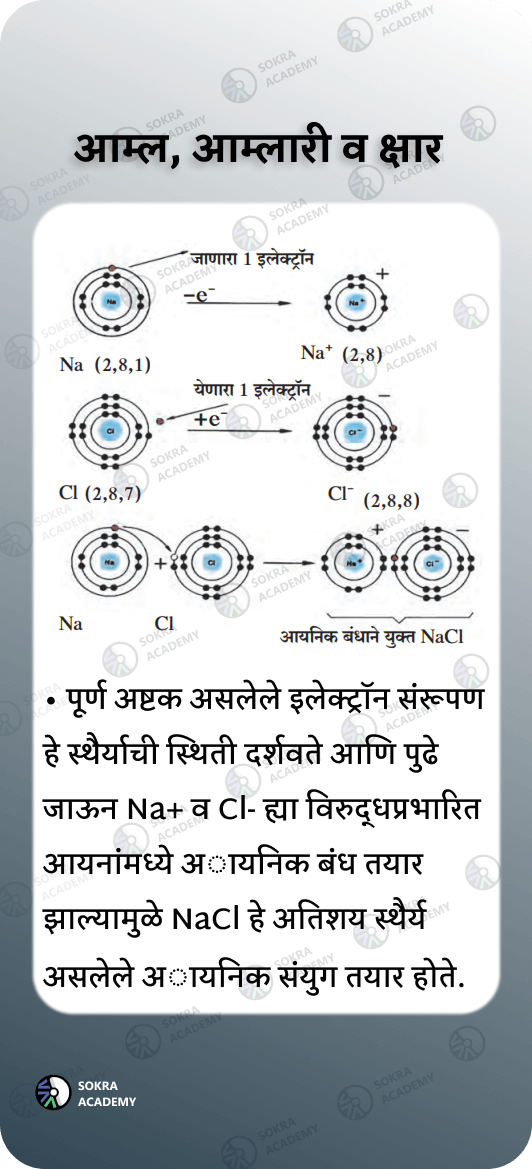 आम्ल, आम्लारी व क्षार
जाणारा 1 इलेक्ट्रॉन
Na
−e⁻
Na⁺
+
Na (2,8,1)
Na⁺ (2,8)
येणारा 1 इलेक्ट्रॉन
Cl
+e⁻
Cl⁻
−
Cl (2,8,7)
Cl⁻ (2,8,8)
Na
+
Cl
Na⁺
+
Cl⁻
−
Na
Cl
आयनिक बंधाने युक्त NaCl
• पूर्ण अष्टक असलेले इलेक्ट्रॉन संरूपण
हे स्थैर्याची स्थिती दर्शवते आणि पुढे
जाऊन Na+ व Cl- ह्या विरुद्धप्रभारित
आयनांमध्ये अायनिक बंध तयार
झाल्यामुळे NaCl हे अतिशय स्थैर्य
असलेले अायनिक संयुग तयार होते.
SOKRA
ACADEMY